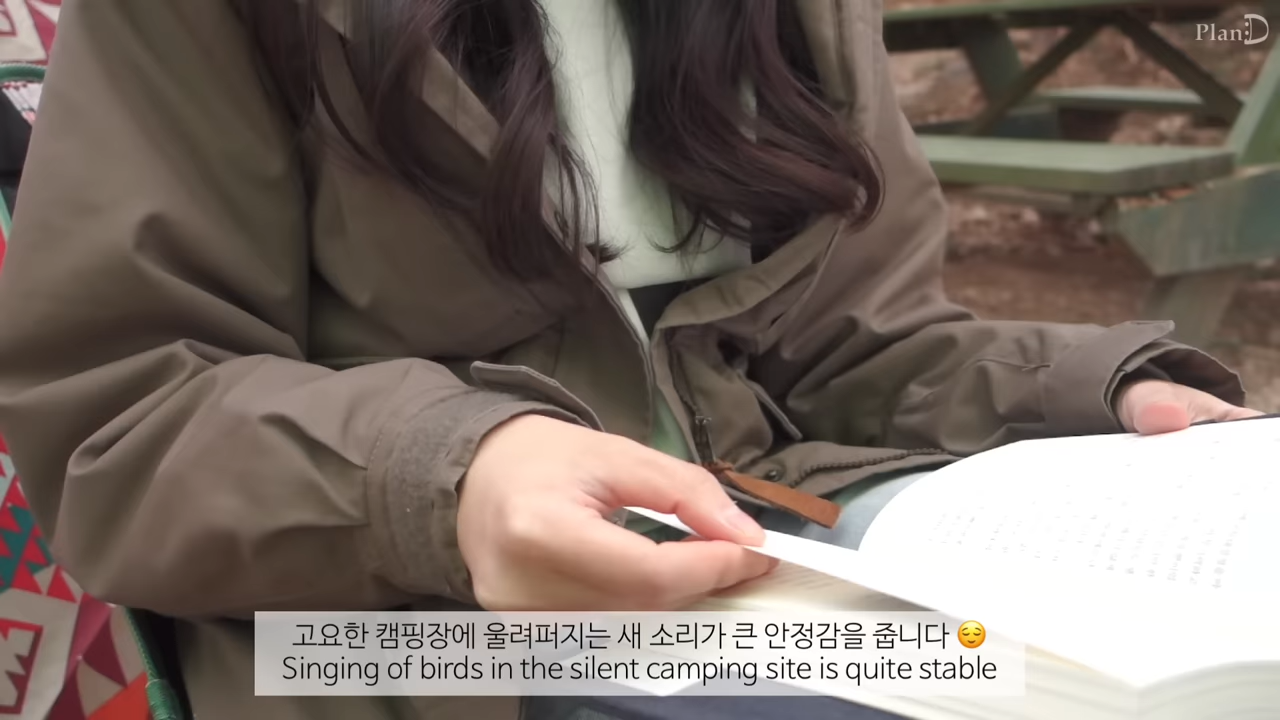 Plan:D
고요한 캠핑장에 울려퍼지는 새 소리가 큰 안정감을 줍니다 😌
Singing of birds in the silent camping site is quite stable